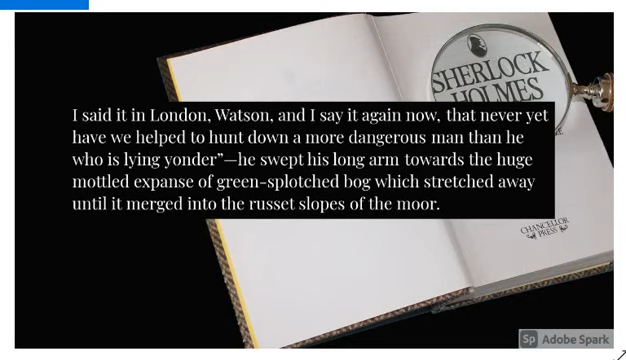 SHERLOCK
HOLMES
I said it in London, Watson, and I say it again now, that never yet
have we helped to hunt down a more dangerous man than he
who is lying yonder”—he swept his long arm towards the huge
mottled expanse of green-splotched bog which stretched away
until it merged into the russet slopes of the moor.
CHANCELLOR
PRESS
Sp Adobe Spark